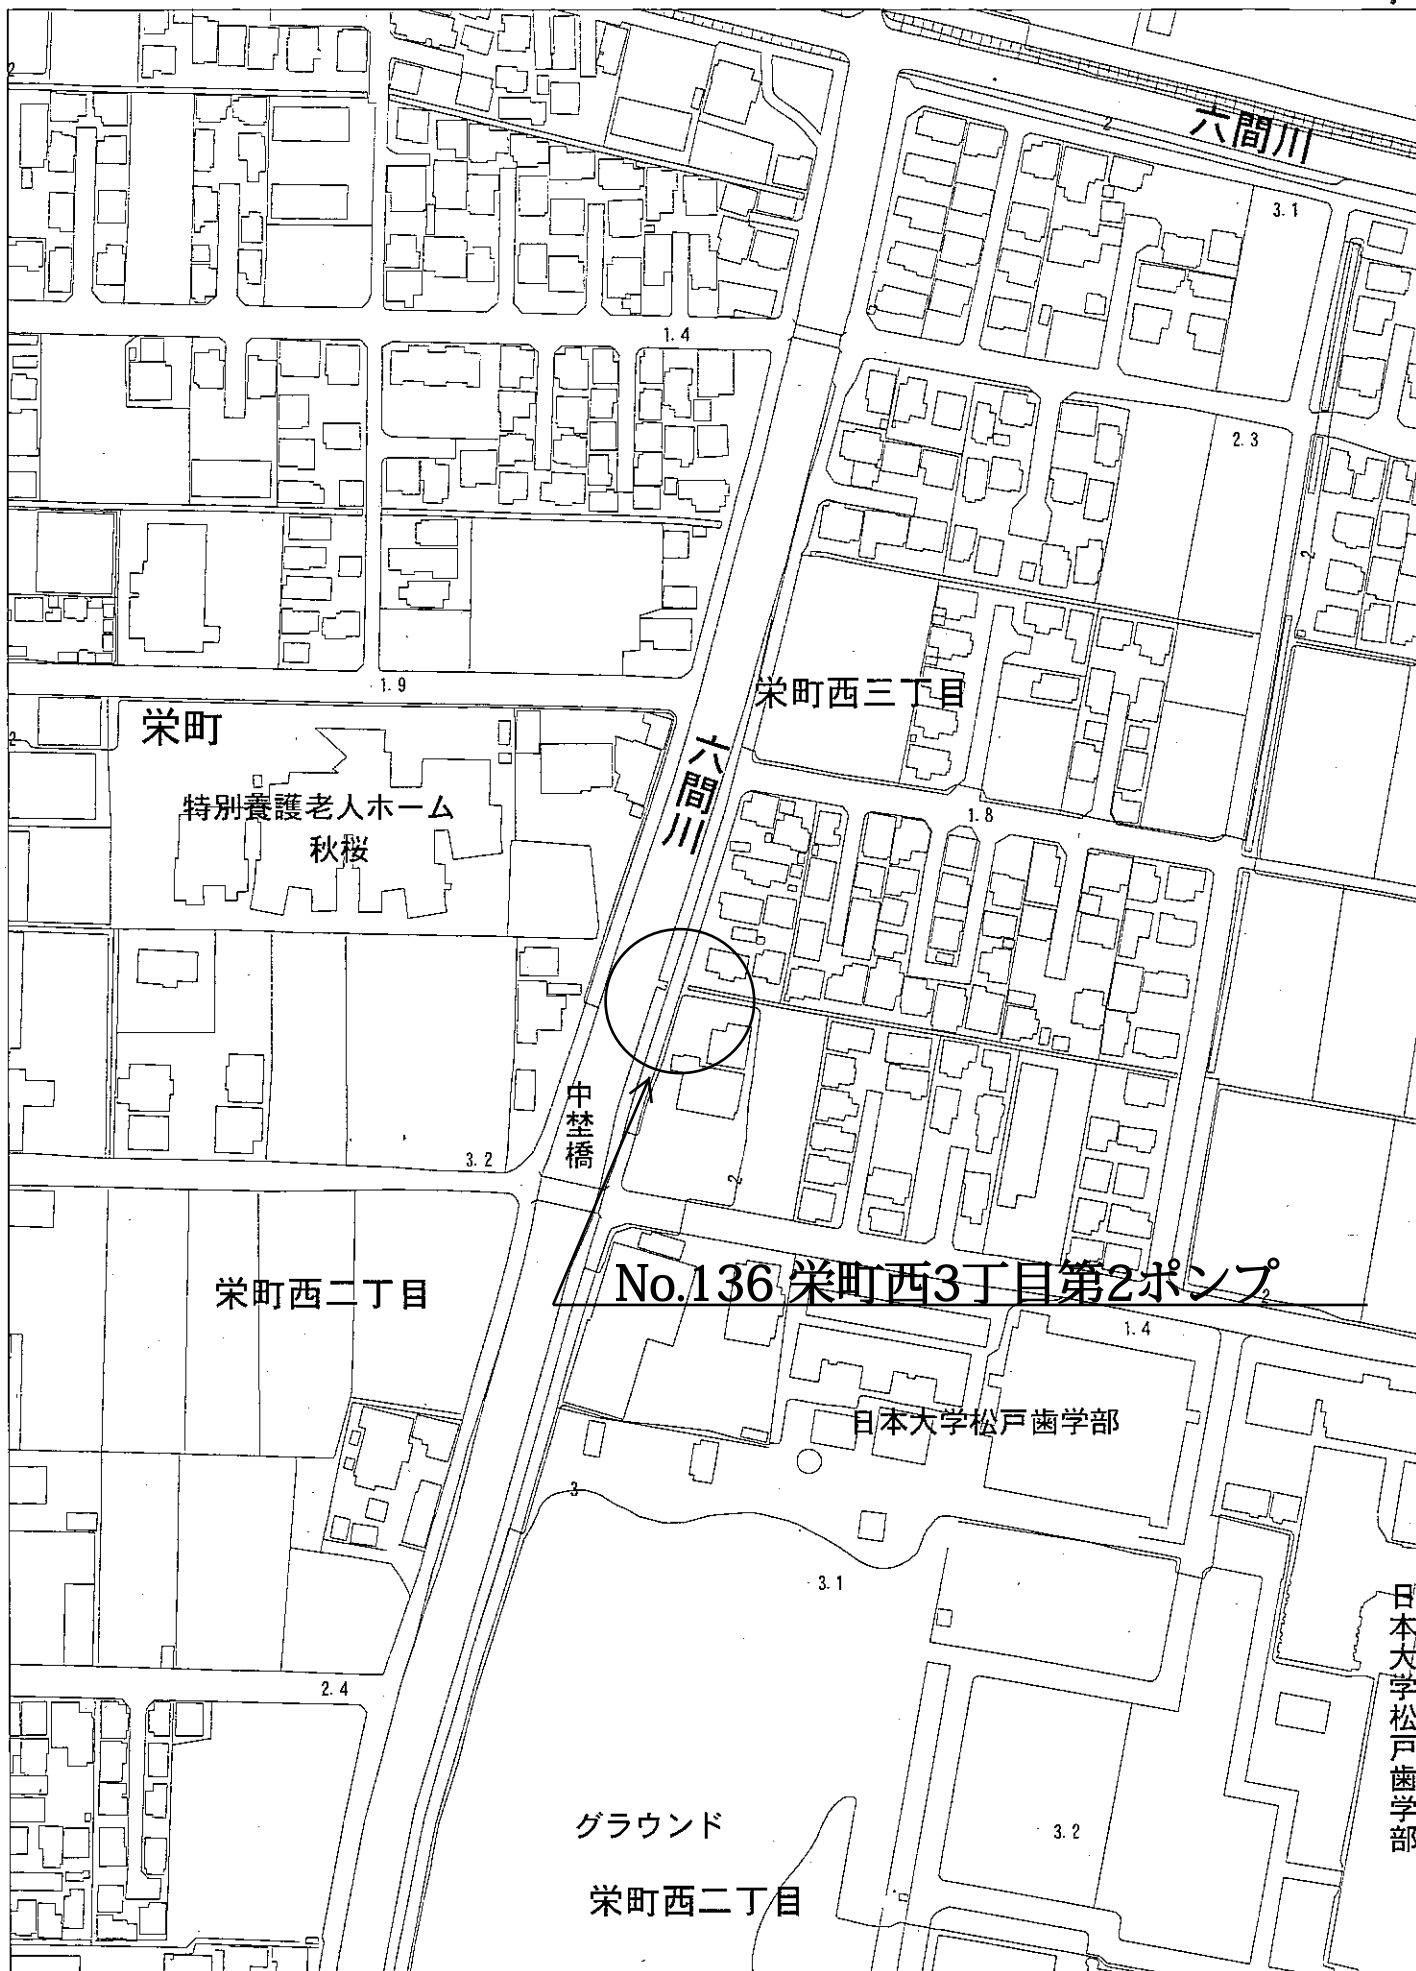 六間川
2
2
3.1
1.4
2.3
2
1.9
栄町西三丁目
栄町
六間川
2
特別養護老人ホーム
秋桜
1.8
中埜橋
3.2
2
栄町西二丁目
No.136 栄町西3丁目第2ポンプ
2
1.4
日本大学松戸歯学部
3
3.1
日本大学松戸歯学部
2.4
グラウンド
3.2
栄町西二丁目